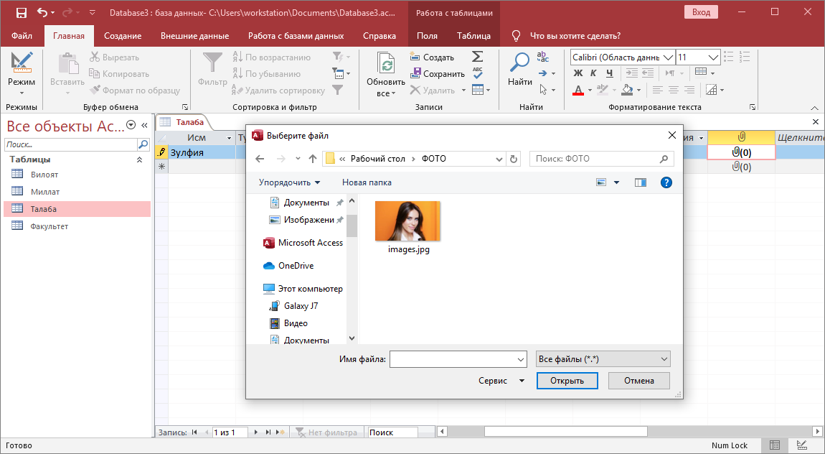 Database3 : база данных- C:\Users\workstation\Documents\Database3.ac...
Работа с таблицами
Вход
Файл Главная Создание Внешние данные Работа с базами данных Справка Поля Таблица Что вы хотите сделать?
Режим
Режимы
Вставить
Вырезать
Копировать
Формат по образцу
Буфер обмена
Фильтр
По возрастанию
По убыванию
Удалить сортировку
Сортировка и фильтр
Обновить
все
Создать
Сохранить
Удалить
Записи
Найти
Найти
Calibri (Область данны
11
Ж К Ч
Форматирование текста
Все объекты Ac...
Поиск...
Таблицы
Вилоят
Миллат
Талаба
Факультет
Талаба
Исм Ту ия Щелкните
Зулфия (0)
(0)
Выберите файл
Рабочий стол › ФОТО
Поиск: ФОТО
Упорядочить Новая папка
Документы
Изображени
Microsoft Access
OneDrive
Этот компьютер
Galaxy J7
Видео
Документы
images.jpg
Имя файла:
Все файлы (*.*)
Сервис Открыть Отмена
Запись: 1 из 1 Нет фильтра Поиск
Готово Num Lock